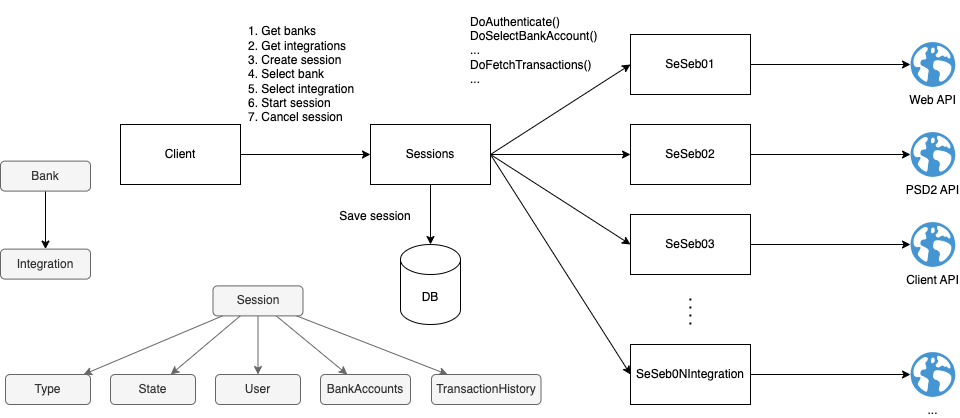 1. Get banks
2. Get integrations
3. Create session
4. Select bank
5. Select integration
6. Start session
7. Cancel session
DoAuthenticate()
DoSelectBankAccount()
...
DoFetchTransactions()
...
SeSeb01
Web API
Client
Sessions
SeSeb02
PSD2 API
Bank
Save session
SeSeb03
Client API
Integration
DB
Session
SeSeb0NIntegration
...
Type
State
User
BankAccounts
TransactionHistory